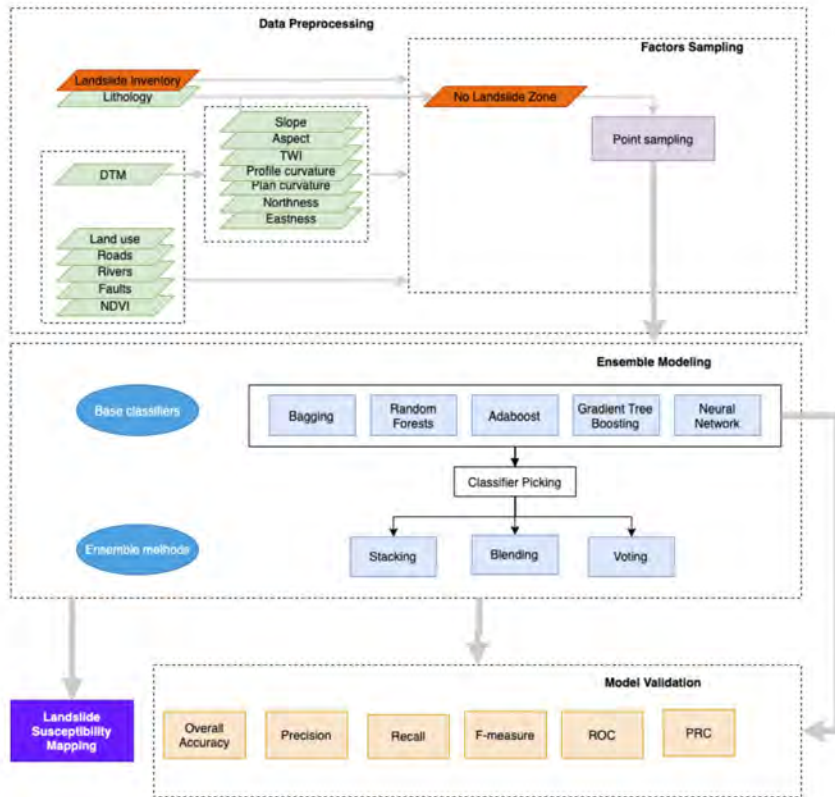 Data Preprocessing
Factors Sampling
Landslide Inventory
Lithology
No Landslide Zone
Point sampling
Slope
Aspect
TWI
Profile curvature
Plan curvature
Northness
Eastness
DTM
Land use
Roads
Rivers
Faults
NDVI
Ensemble Modeling
Base classifiers
Bagging
Random
Forests
Adaboost
Gradient Tree
Boosting
Neural
Network
Classifier Picking
Ensemble methods
Stacking
Blending
Voting
Model Validation
Landslide
Susceptibility
Mapping
Overall
Accuracy
Precision
Recall
F-measure
ROC
PRC